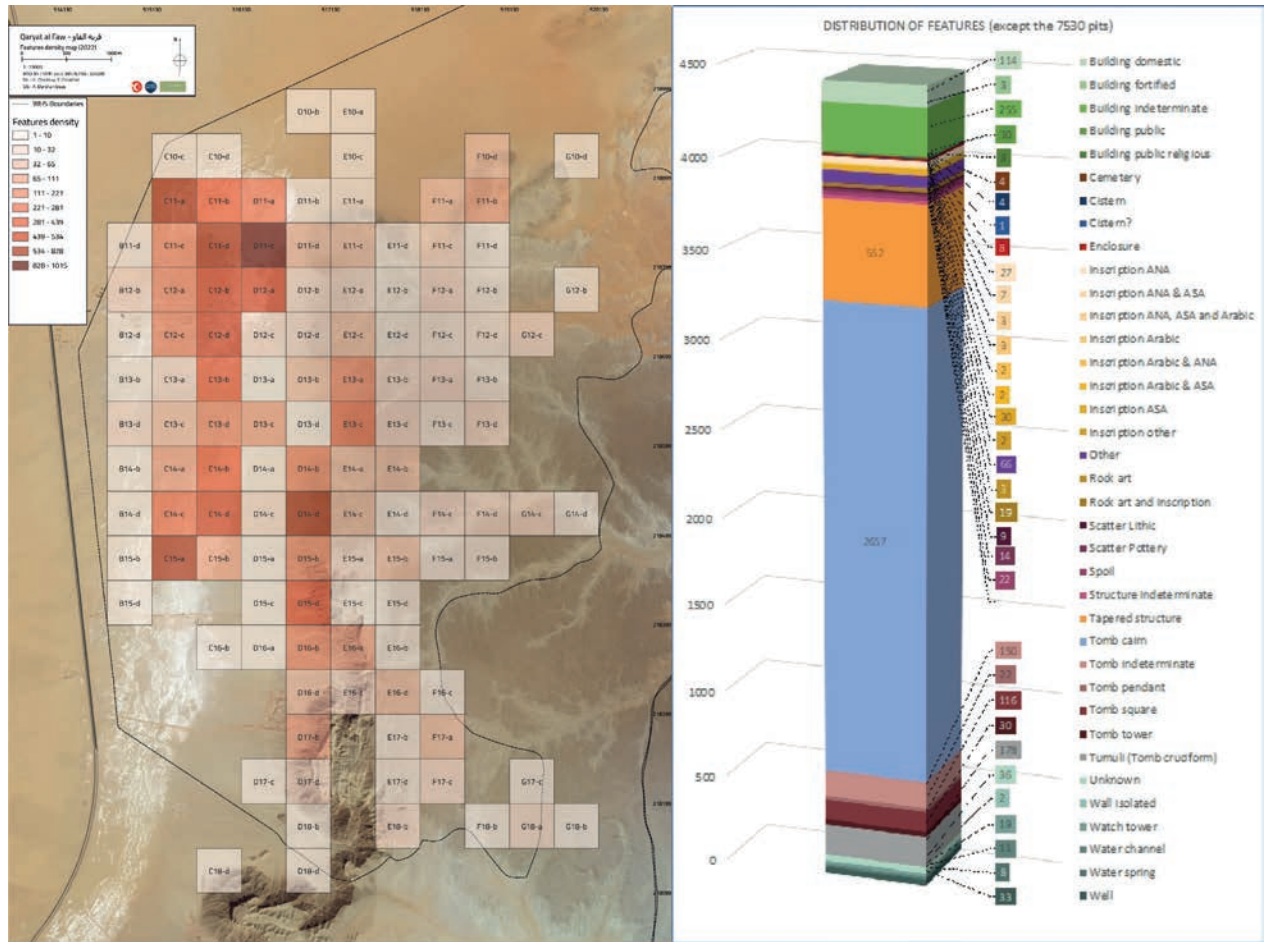 Qaryat al Faw - قرية الفاو
Features density map (2022)
Features density
1 - 10
10 - 32
32 - 65
65 - 111
111 - 221
221 - 281
281 - 439
439 - 534
534 - 828
828 - 1015
D10-b E10-a
C10-c C10-d E10-c F10-d G10-d
C11-a C11-b D11-a D11-b E11-a F11-a F11-b
B11-d C11-c C11-d D11-c D11-d E11-c E11-d F11-c F11-d
B12-b C12-a C12-b D12-a D12-b E12-a E12-b F12-a F12-b G12-b
B12-d C12-c C12-d D12-c D12-d E12-c E12-d F12-c F12-d G12-c
B13-b C13-a C13-b D13-a D13-b E13-a E13-b F13-a F13-b
B13-d C13-c C13-d D13-c D13-d E13-c E13-d F13-c F13-d
B14-b C14-a C14-b D14-a D14-b E14-a E14-b
B14-d C14-c C14-d D14-c D14-d E14-c E14-d F14-c F14-d G14-c G14-d
B15-b C15-a C15-b D15-a D15-b E15-a E15-b F15-a F15-b
B15-d D15-c D15-d E15-c E15-d
C16-b D16-a D16-b E16-a E16-b
D16-d E16-d F16-c
D17-b E17-b F17-a
D17-c D17-d E17-d F17-c G17-c
D18-b E18-b F18-b G18-a G18-b
C18-d D18-d
DISTRIBUTION OF FEATURES (except the 7530 pits)
4500
4000
3500
3000
2500
2000
1500
1000
500
0
552
2657
114
3
255
4
4
1
8
27
7
3
3
2
2
30
2
66
3
19
9
14
22
150
22
116
30
178
36
2
19
11
8
33
Building domestic
Building fortified
Building indeterminate
Building public
Building public religious
Cemetery
Cistern
Cistern?
Enclosure
Inscription ANA
Inscription ANA & ASA
Inscription ANA, ASA and Arabic
Inscription Arabic
Inscription Arabic & ANA
Inscription Arabic & ASA
Inscription ASA
Inscription other
Other
Rock art
Rock art and Inscription
Scatter Lithic
Scatter Pottery
Spoil
Structure Indeterminate
Tapered structure
Tomb cairn
Tomb indeterminate
Tomb pendant
Tomb square
Tomb tower
Tumuli (Tomb cruciform)
Unknown
Wall isolated
Watch tower
Water channel
Water spring
Well